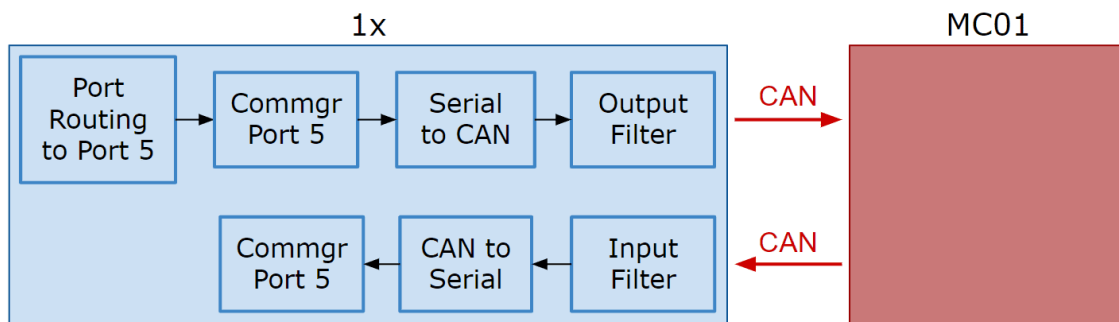 1x
MC01
Port
Routing
to Port 5
Commgr
Port 5
Serial
to CAN
Output
Filter
CAN
Commgr
Port 5
CAN to
Serial
Input
Filter
CAN